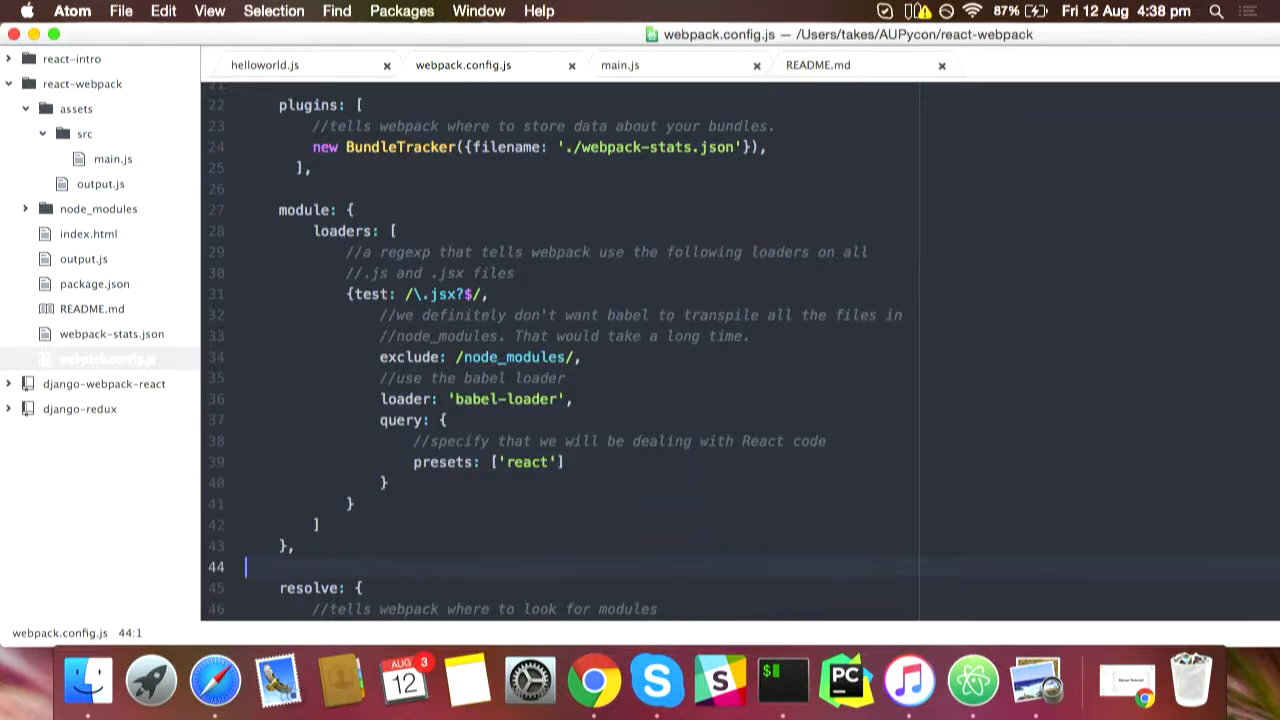 Atom File Edit View Selection Find Packages Window Help 87% Fri 12 Aug 4:38 pm
webpack.config.js — /Users/takes/AUPycon/react-webpack
react-intro
react-webpack
assets
src
main.js
output.js
node_modules
index.html
output.js
package.json
README.md
webpack-stats.json
webpack.config.js
django-webpack-react
django-redux
helloworld.js webpack.config.js main.js README.md
21
22 plugins: [
23 //tells webpack where to store data about your bundles.
24 new BundleTracker({filename: './webpack-stats.json'}),
25 ],
26
27 module: {
28 loaders: [
29 //a regexp that tells webpack use the following loaders on all
30 //.js and .jsx files
31 {test: /\.jsx?$/,
32 //we definitely don't want babel to transpile all the files in
33 //node_modules. That would take a long time.
34 exclude: /node_modules/,
35 //use the babel loader
36 loader: 'babel-loader',
37 query: {
38 //specify that we will be dealing with React code
39 presets: ['react']
40 }
41 }
42 ]
43 },
44
45 resolve: {
46 //tells webpack where to look for modules
webpack.config.js 44:1
AUG 3
12
S
S
$
PC